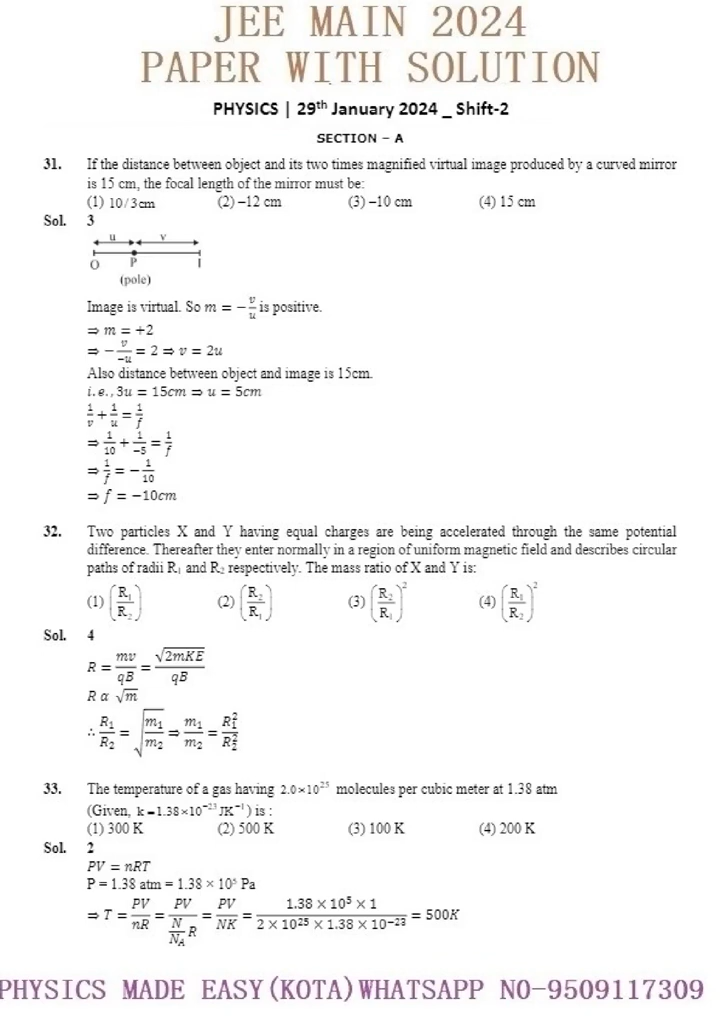 JEE MAIN 2024
PAPER WITH SOLUTION
PHYSICS | 29th January 2024 _ Shift-2
SECTION – A
31. If the distance between object and its two times magnified virtual image produced by a curved mirror
is 15 cm, the focal length of the mirror must be:
(1) 10/3 cm (2) –12 cm (3) –10 cm (4) 15 cm
Sol. 3
u v
O P I
(pole)
Image is virtual. So m = − v/u is positive.
⇒ m = +2
⇒ − v/−u = 2 ⇒ v = 2u
Also distance between object and image is 15cm.
i.e., 3u = 15cm ⇒ u = 5cm
1/v + 1/u = 1/f
⇒ 1/10 + 1/−5 = 1/f
⇒ 1/f = − 1/10
⇒ f = −10cm
32. Two particles X and Y having equal charges are being accelerated through the same potential
difference. Thereafter they enter normally in a region of uniform magnetic field and describes circular
paths of radii R₁ and R₂ respectively. The mass ratio of X and Y is:
(1) (R₁/R₂) (2) (R₂/R₁) (3) (R₂/R₁)² (4) (R₁/R₂)²
Sol. 4
R = mv/qB = √2mKE/qB
R α √m
∴ R₁/R₂ = √(m₁/m₂) ⇒ m₁/m₂ = R₁²/R₂²
33. The temperature of a gas having 2.0×10²⁵ molecules per cubic meter at 1.38 atm
(Given, k = 1.38×10⁻²³ JK⁻¹) is :
(1) 300 K (2) 500 K (3) 100 K (4) 200 K
Sol. 2
PV = nRT
P = 1.38 atm = 1.38 × 10⁵ Pa
⇒ T = PV/nR = PV/(N/N_A R) = PV/NK = 1.38 × 10⁵ × 1/2 × 10²⁵ × 1.38 × 10⁻²³ = 500K
PHYSICS MADE EASY(KOTA)WHATSAPP NO-9509117309